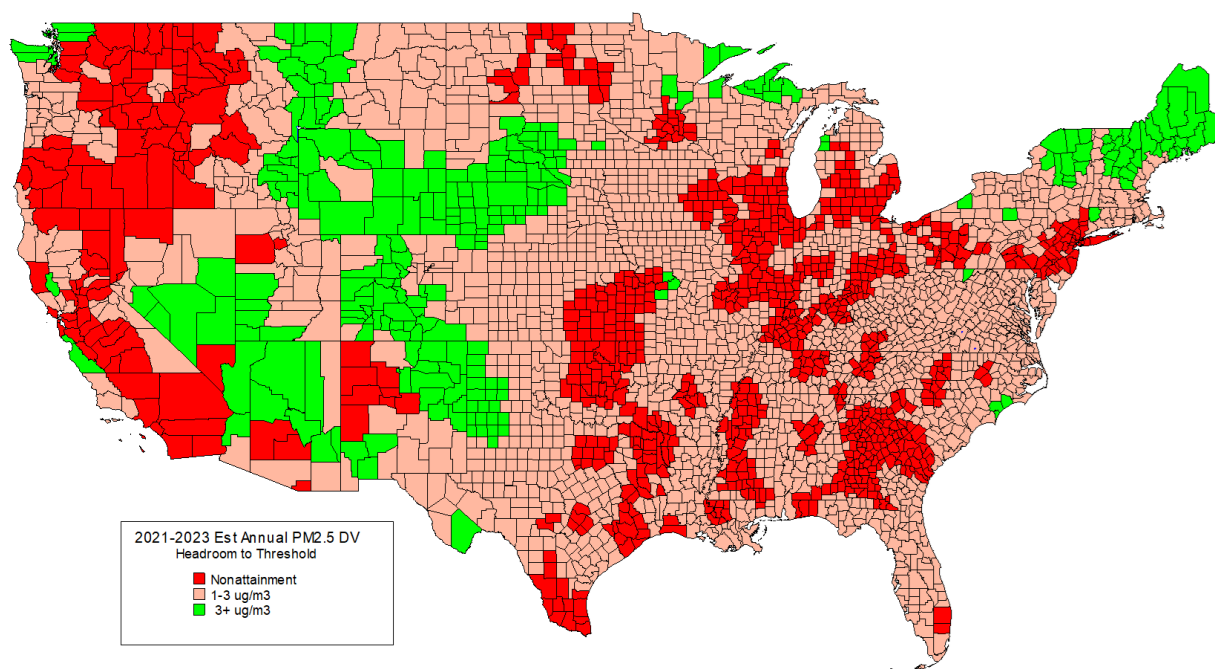 2021-2023 Est Annual PM2.5 DV
Headroom to Threshold
Nonattainment
1-3 ug/m3
3+ ug/m3